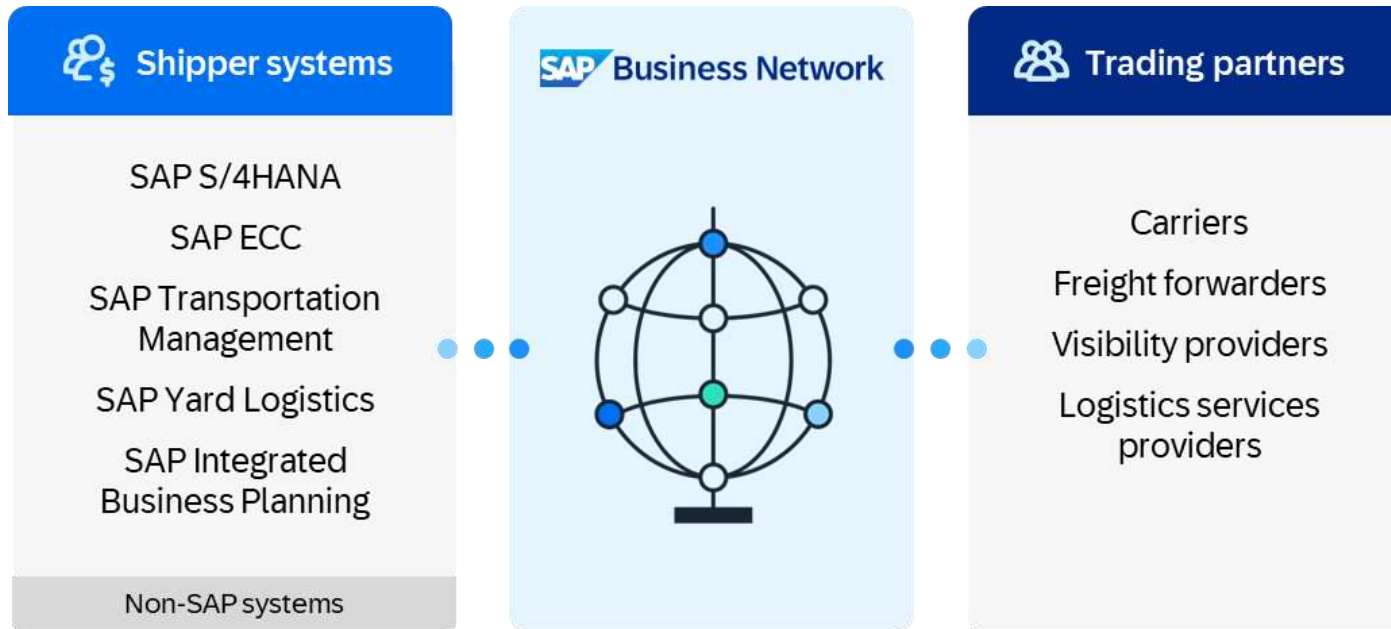 Shipper systems
SAP S/4HANA
SAP ECC
SAP Transportation
Management
SAP Yard Logistics
SAP Integrated
Business Planning
Non-SAP systems
SAP Business Network
Trading partners
Carriers
Freight forwarders
Visibility providers
Logistics services
providers